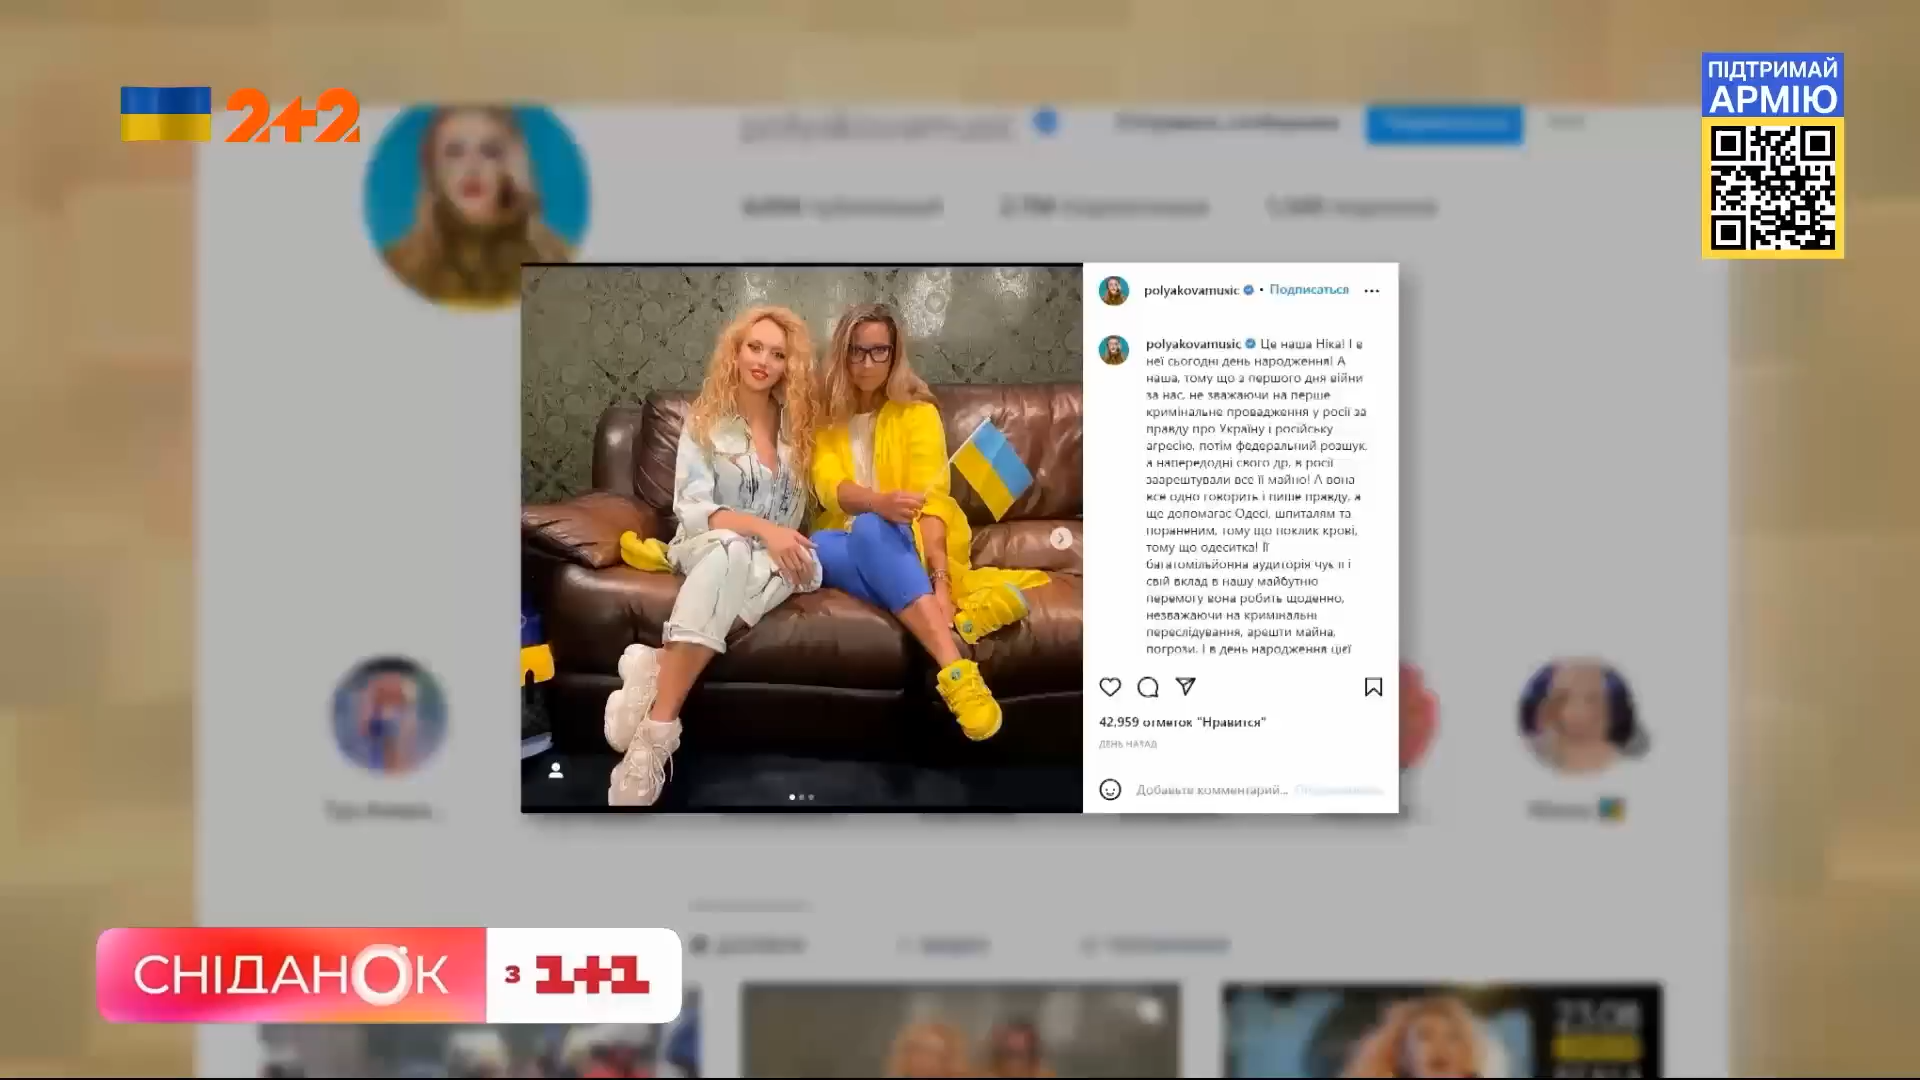 2+2
ПІДТРИМАЙ
АРМІЮ
polyakovamusic
polyakovamusic • Подписаться
polyakovamusic Це наша Ніка! І в
неї сьогодні день народження! А
наша, тому що з першого дня війни
за нас, не зважаючи на перше
кримінальне провадження у росії за
правду про Україну і російську
агресію, потім федеральний розшук,
а напередодні свого др, в росії
заарештували все її майно! А вона
все одно говорить і пише правду, а
ще допомагає Одесі, шпиталям та
пораненим, тому що поклик крові,
тому що одеситка! Її
багатомільйонна аудиторія чує її і
свій вклад в нашу майбутню
перемогу вона робить щоденно,
незважаючи на кримінальні
переслідування, арешти майна,
погрози. І в день народження цієї
42,959 отметок "Нравится"
ДЕНЬ НАЗАД
Добавьте комментарий...
СНІДАНОК з 1+1
23.08